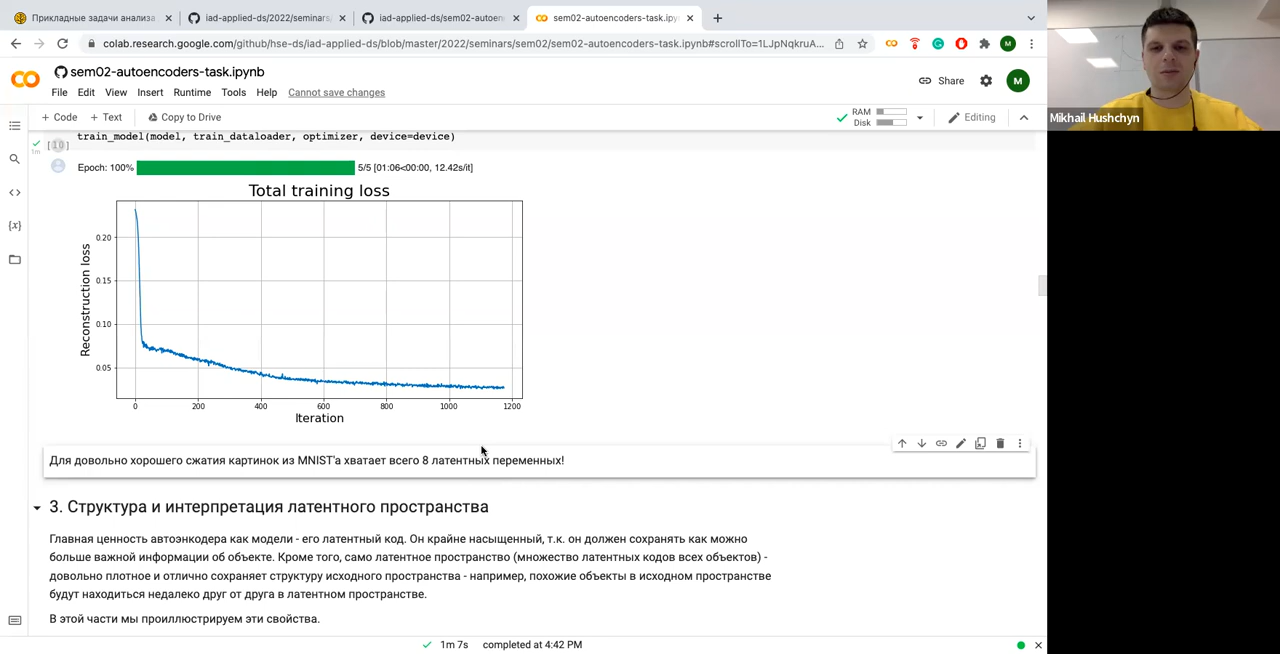 Прикладные задачи анализа
iad-applied-ds/2022/seminars
iad-applied-ds/sem02-autoen
sem02-autoencoders-task.ipy
colab.research.google.com/github/hse-ds/iad-applied-ds/blob/master/2022/seminars/sem02/sem02-autoencoders-task.ipynb#scrollTo=1LJpNqkruA...
M
sem02-autoencoders-task.ipynb
File Edit View Insert Runtime Tools Help Cannot save changes
Share
M
+ Code + Text Copy to Drive
RAM
Disk
Editing
train_model(model, train_dataloader, optimizer, device=device)
[10]
1m
Epoch: 100% 5/5 [01:06<00:00, 12.42s/it]
Total training loss
Reconstruction loss
0.20
0.15
0.10
0.05
0 200 400 600 800 1000 1200
Iteration
Для довольно хорошего сжатия картинок из MNIST'а хватает всего 8 латентных переменных!
3. Структура и интерпретация латентного пространства
Главная ценность автоэнкодера как модели - его латентный код. Он крайне насыщенный, т.к. он должен сохранять как можно
больше важной информации об объекте. Кроме того, само латентное пространство (множество латентных кодов всех объектов) -
довольно плотное и отлично сохраняет структуру исходного пространства - например, похожие объекты в исходном пространстве
будут находиться недалеко друг от друга в латентном пространстве.
В этой части мы проиллюстрируем эти свойства.
1m 7s completed at 4:42 PM
Mikhail Hushchyn